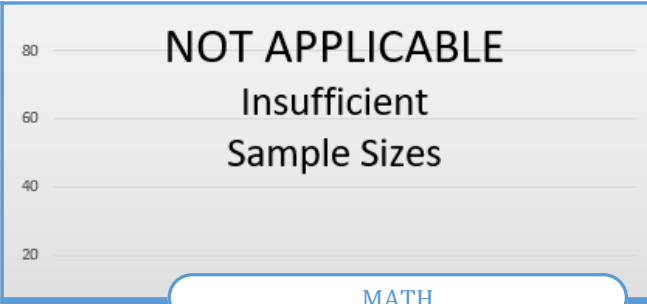 80
NOT APPLICABLE
Insufficient
60
Sample Sizes
40
20
MATH